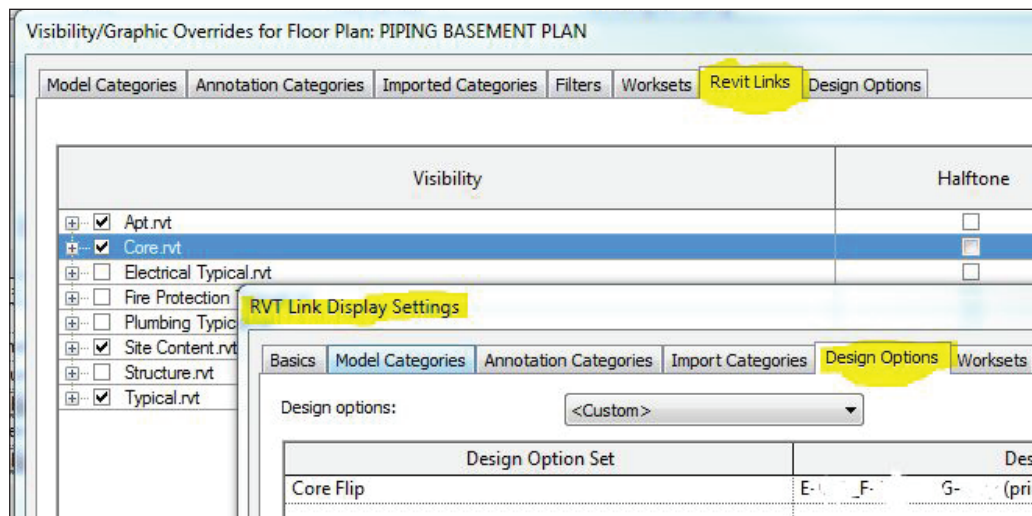 Visibility/Graphic Overrides for Floor Plan: PIPING BASEMENT PLAN
Model Categories Annotation Categories Imported Categories Filters Worksets Revit Links Design Options
Visibility Halftone
Apt.rvt
Core.rvt
Electrical Typical.rvt
Fire Protection
Plumbing Typic
Site Content.rvt
Structure.rvt
Typical.rvt
RVT Link Display Settings
Basics Model Categories Annotation Categories Import Categories Design Options Worksets
Design options: <Custom>
Design Option Set Des
Core Flip (pri